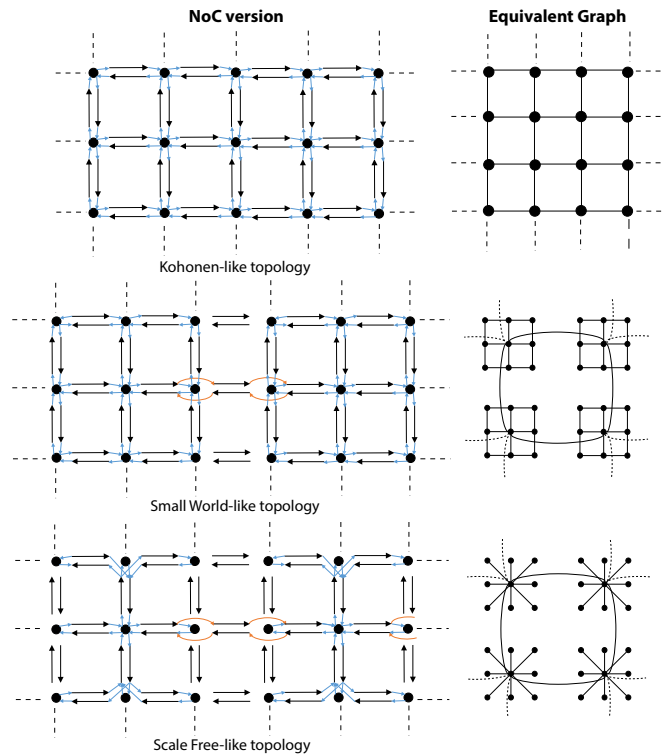 NoC version
Equivalent Graph
Kohonen-like topology
Small World-like topology
Scale Free-like topology